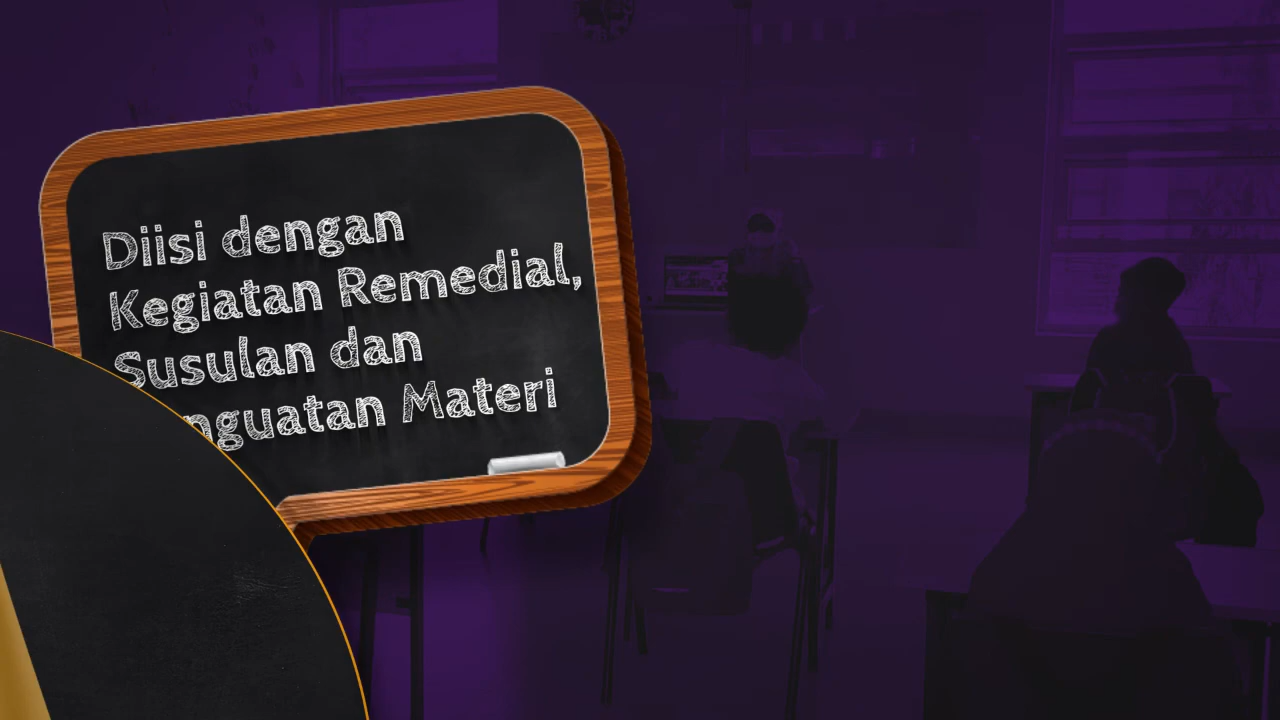 Diisi dengan
Kegiatan Remedial,
Susulan dan
nguatan Materi